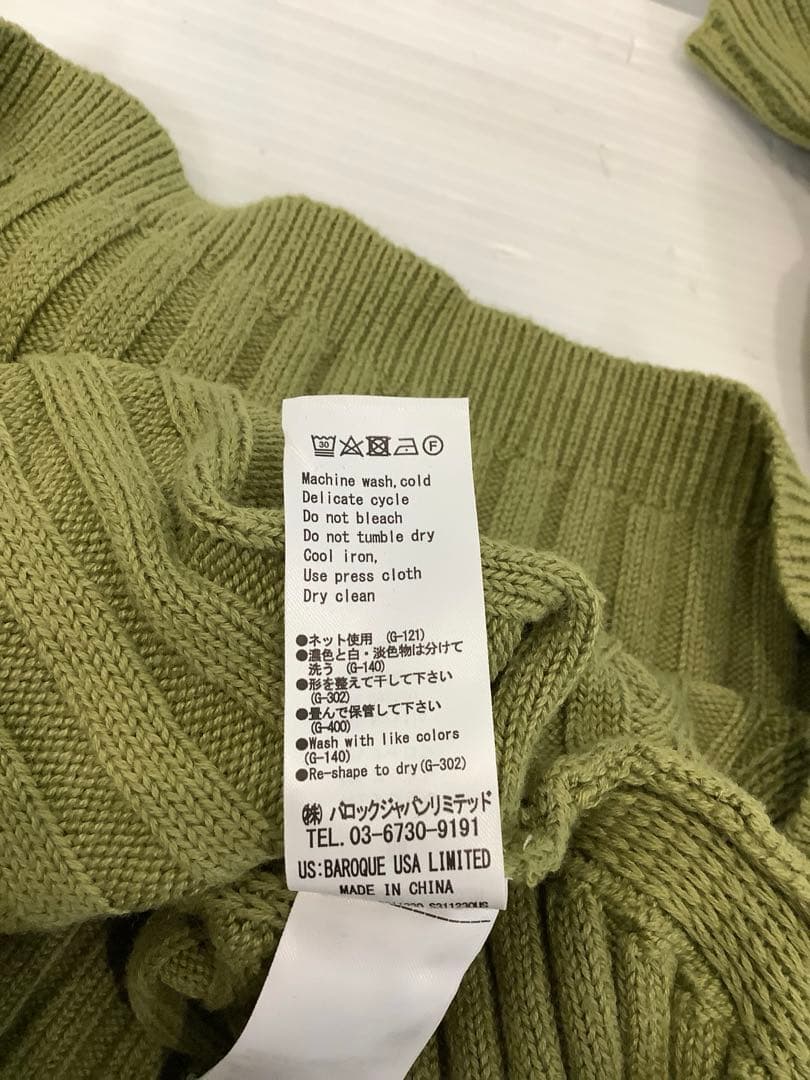 30 F
Machine wash,cold
Delicate cycle
Do not bleach
Do not tumble dry
Cool iron,
Use press cloth
Dry clean
●ネット使用 (G-121)
●濃色と白・淡色物は分けて
洗う (G-140)
●形を整えて干して下さい
(G-302)
●畳んで保管して下さい
(G-400)
●Wash with like colors
(G-140)
●Re-shape to dry(G-302)
㈱ バロックジャパンリミテッド
TEL. 03-6730-9191
US:BAROQUE USA LIMITED
MADE IN CHINA